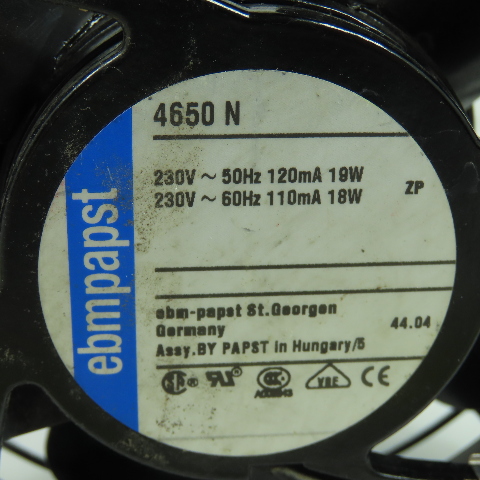 4650 N
230V ~ 50Hz 120mA 19W
230V ~ 60Hz 110mA 18W
ZP
ebmpapst
ebm-papst St.Georgen
Germany
44.04
Assy.BY PAPST in Hungary/5
VDE